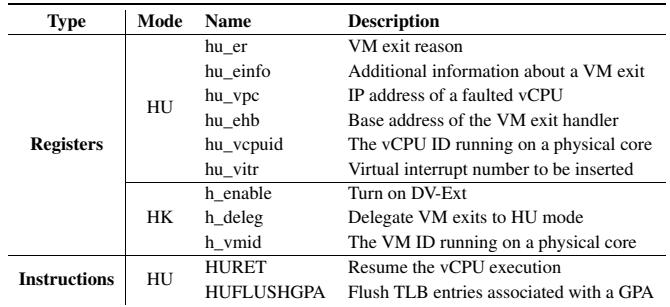 Type Mode Name Description
hu_er VM exit reason
hu_einfo Additional information about a VM exit
hu_vpc IP address of a faulted vCPU
HU
hu_ehb Base address of the VM exit handler
Registers hu_vcpuid The vCPU ID running on a physical core
hu_vitr Virtual interrupt number to be inserted
h_enable Turn on DV-Ext
HK h_deleg Delegate VM exits to HU mode
h_vmid The VM ID running on a physical core
HURET Resume the vCPU execution
Instructions HU
HUFLUSHGPA Flush TLB entries associated with a GPA